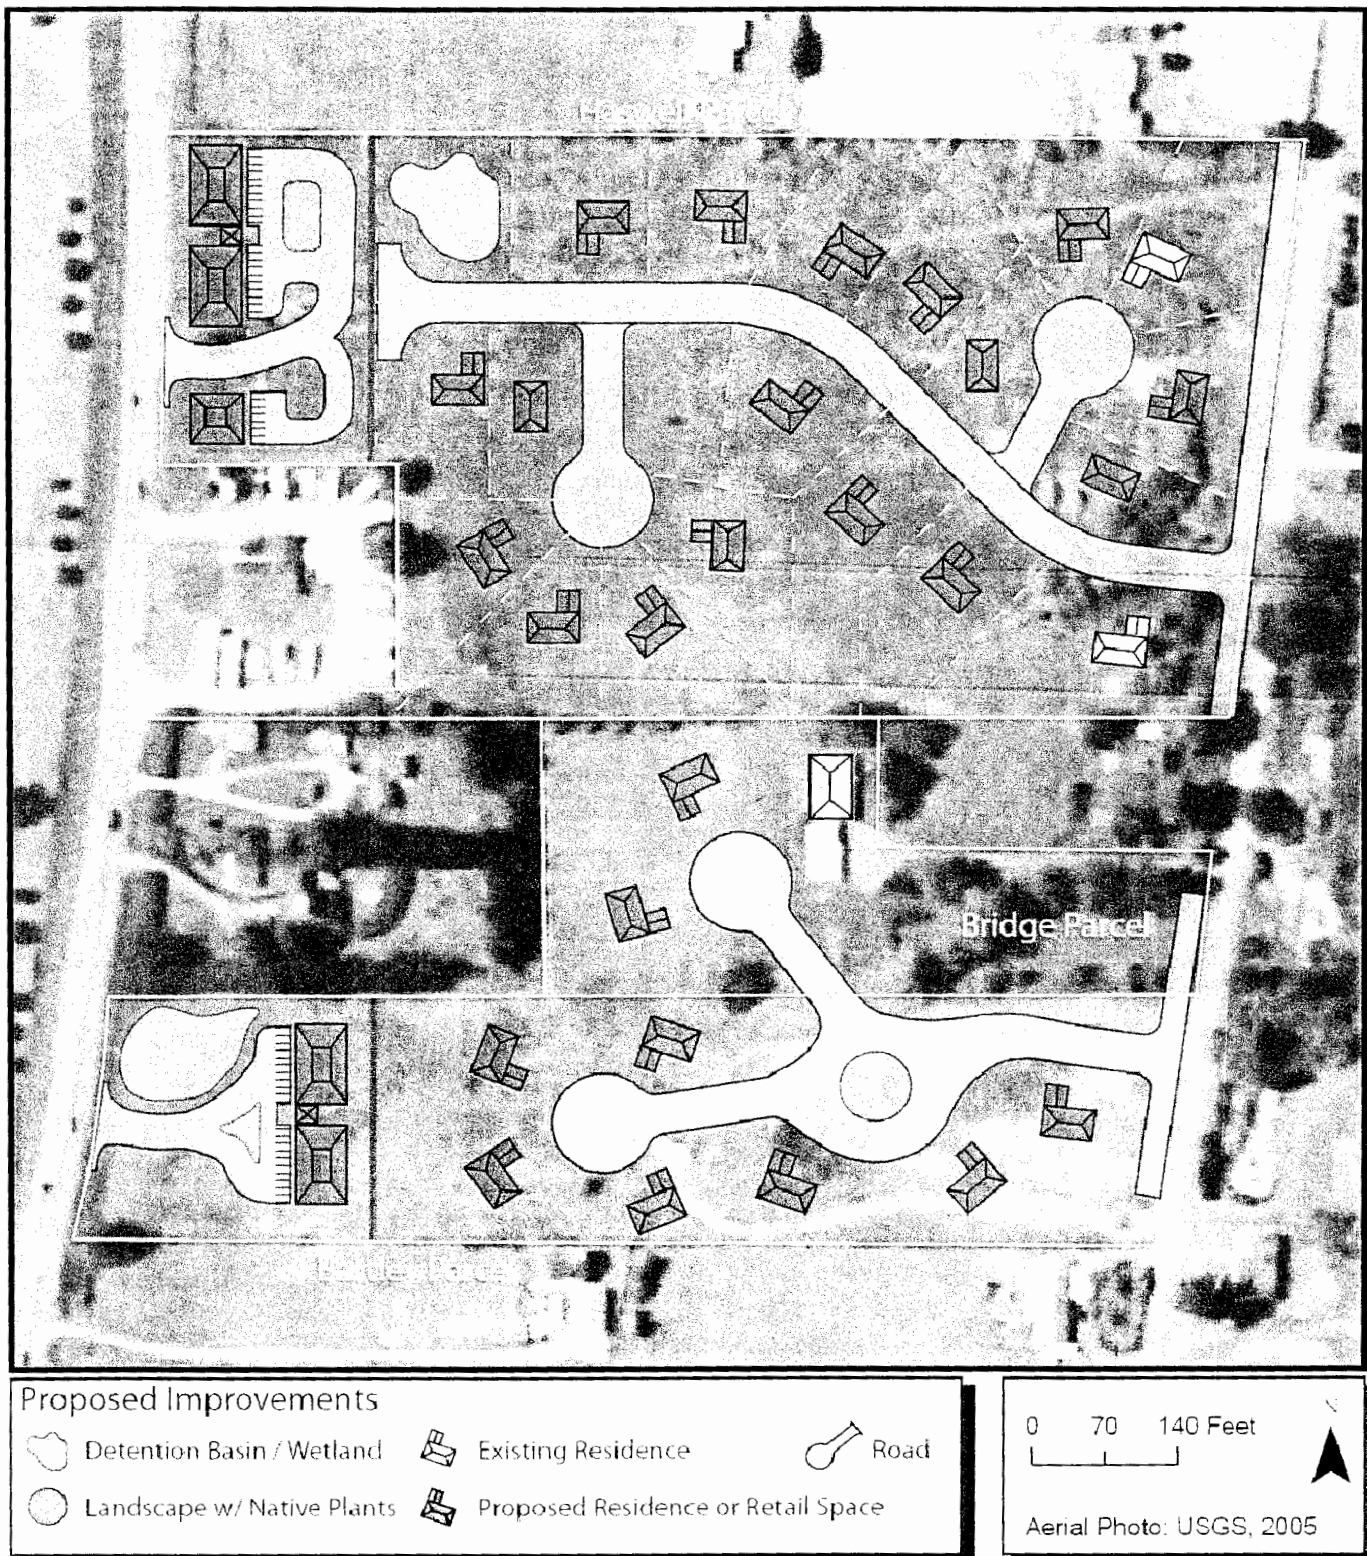 Bridge Parcel
Proposed Improvements
Detention Basin / Wetland
Existing Residence
Road
Landscape w/ Native Plants
Proposed Residence or Retail Space
0 70 140 Feet
Aerial Photo: USGS, 2005